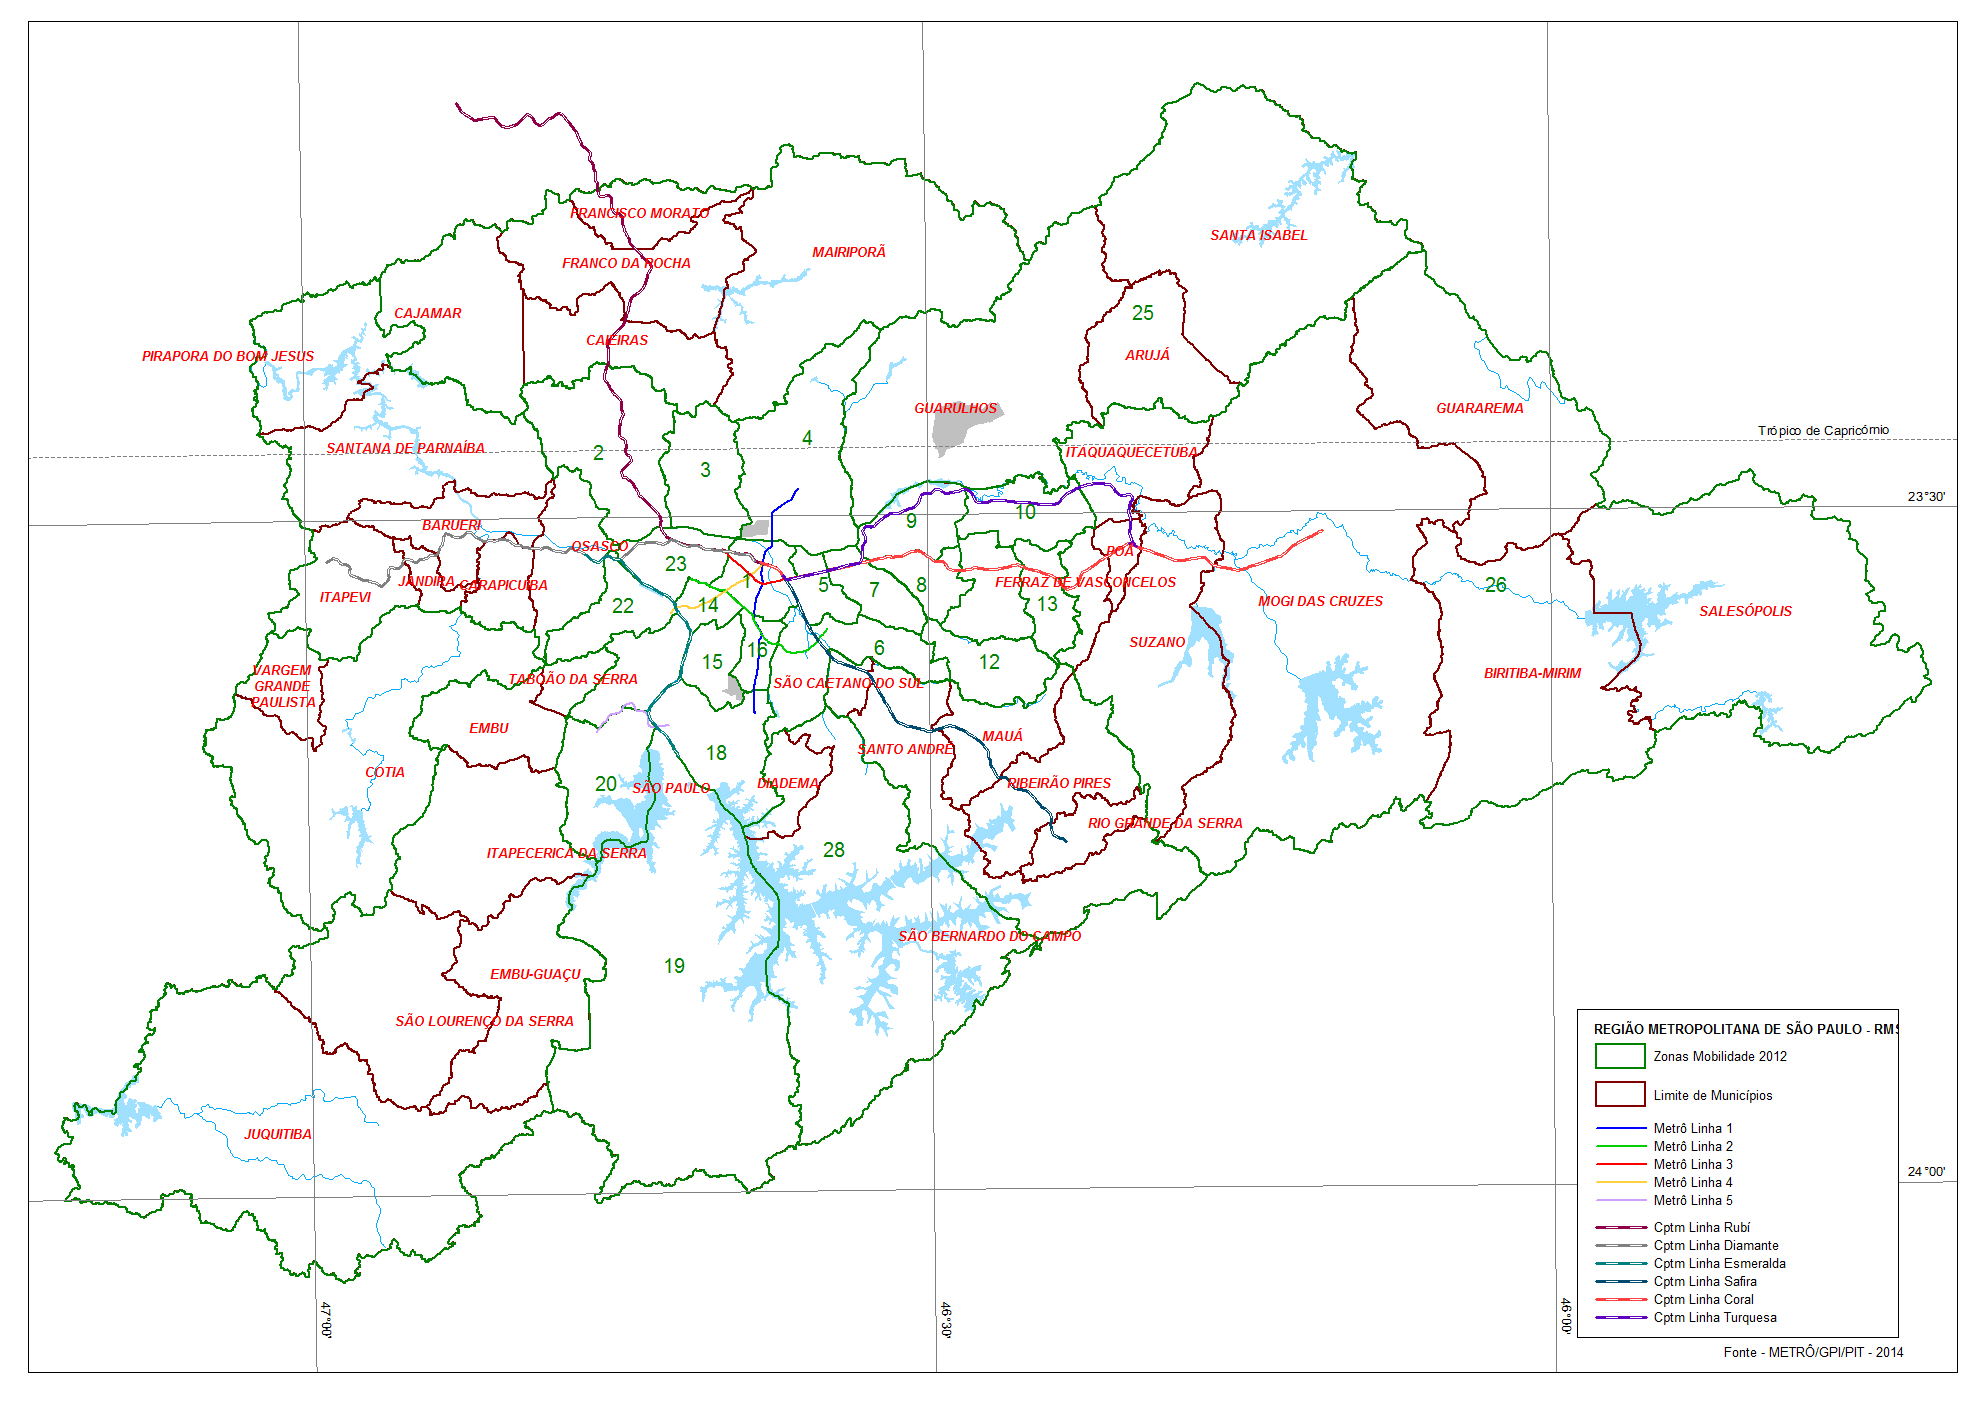 FRANCISCO MORATO
SANTA ISABEL
MAIRIPORÃ
FRANCO DA ROCHA
CAJAMAR
25
CAIEIRAS
PIRAPORA DO BOM JESUS
ARUJÁ
GUARULHOS
GUARAREMA
Trópico de Capricórnio
4
SANTANA DE PARNAÍBA
2
ITAQUAQUECETUBA
3
23°30'
BARUERI
9
10
OSASCO
POÁ
23
JANDIRA
CARAPICUIBA
1
5
7
8
FERRAZ DE VASCONCELOS
26
ITAPEVI
22
14
13
MOGI DAS CRUZES
SALESÓPOLIS
SUZANO
16
6
15
12
VARGEM
GRANDE
PAULISTA
TABOÃO DA SERRA
SÃO CAETANO DO SUL
BIRITIBA-MIRIM
EMBU
MAUÁ
18
SANTO ANDRÉ
COTIA
20
SÃO PAULO
DIADEMA
RIBEIRÃO PIRES
RIO GRANDE DA SERRA
ITAPECERICA DA SERRA
28
SÃO BERNARDO DO CAMPO
19
EMBU-GUAÇU
SÃO LOURENÇO DA SERRA
JUQUITIBA
REGIÃO METROPOLITANA DE SÃO PAULO - RMS
Zonas Mobilidade 2012
Limite de Municípios
Metrô Linha 1
Metrô Linha 2
Metrô Linha 3
Metrô Linha 4
Metrô Linha 5
Cptm Linha Rubí
Cptm Linha Diamante
Cptm Linha Esmeralda
Cptm Linha Safira
Cptm Linha Coral
Cptm Linha Turquesa
24°00'
47°00'
46°30'
46°00'
Fonte - METRÔ/GPI/PIT - 2014